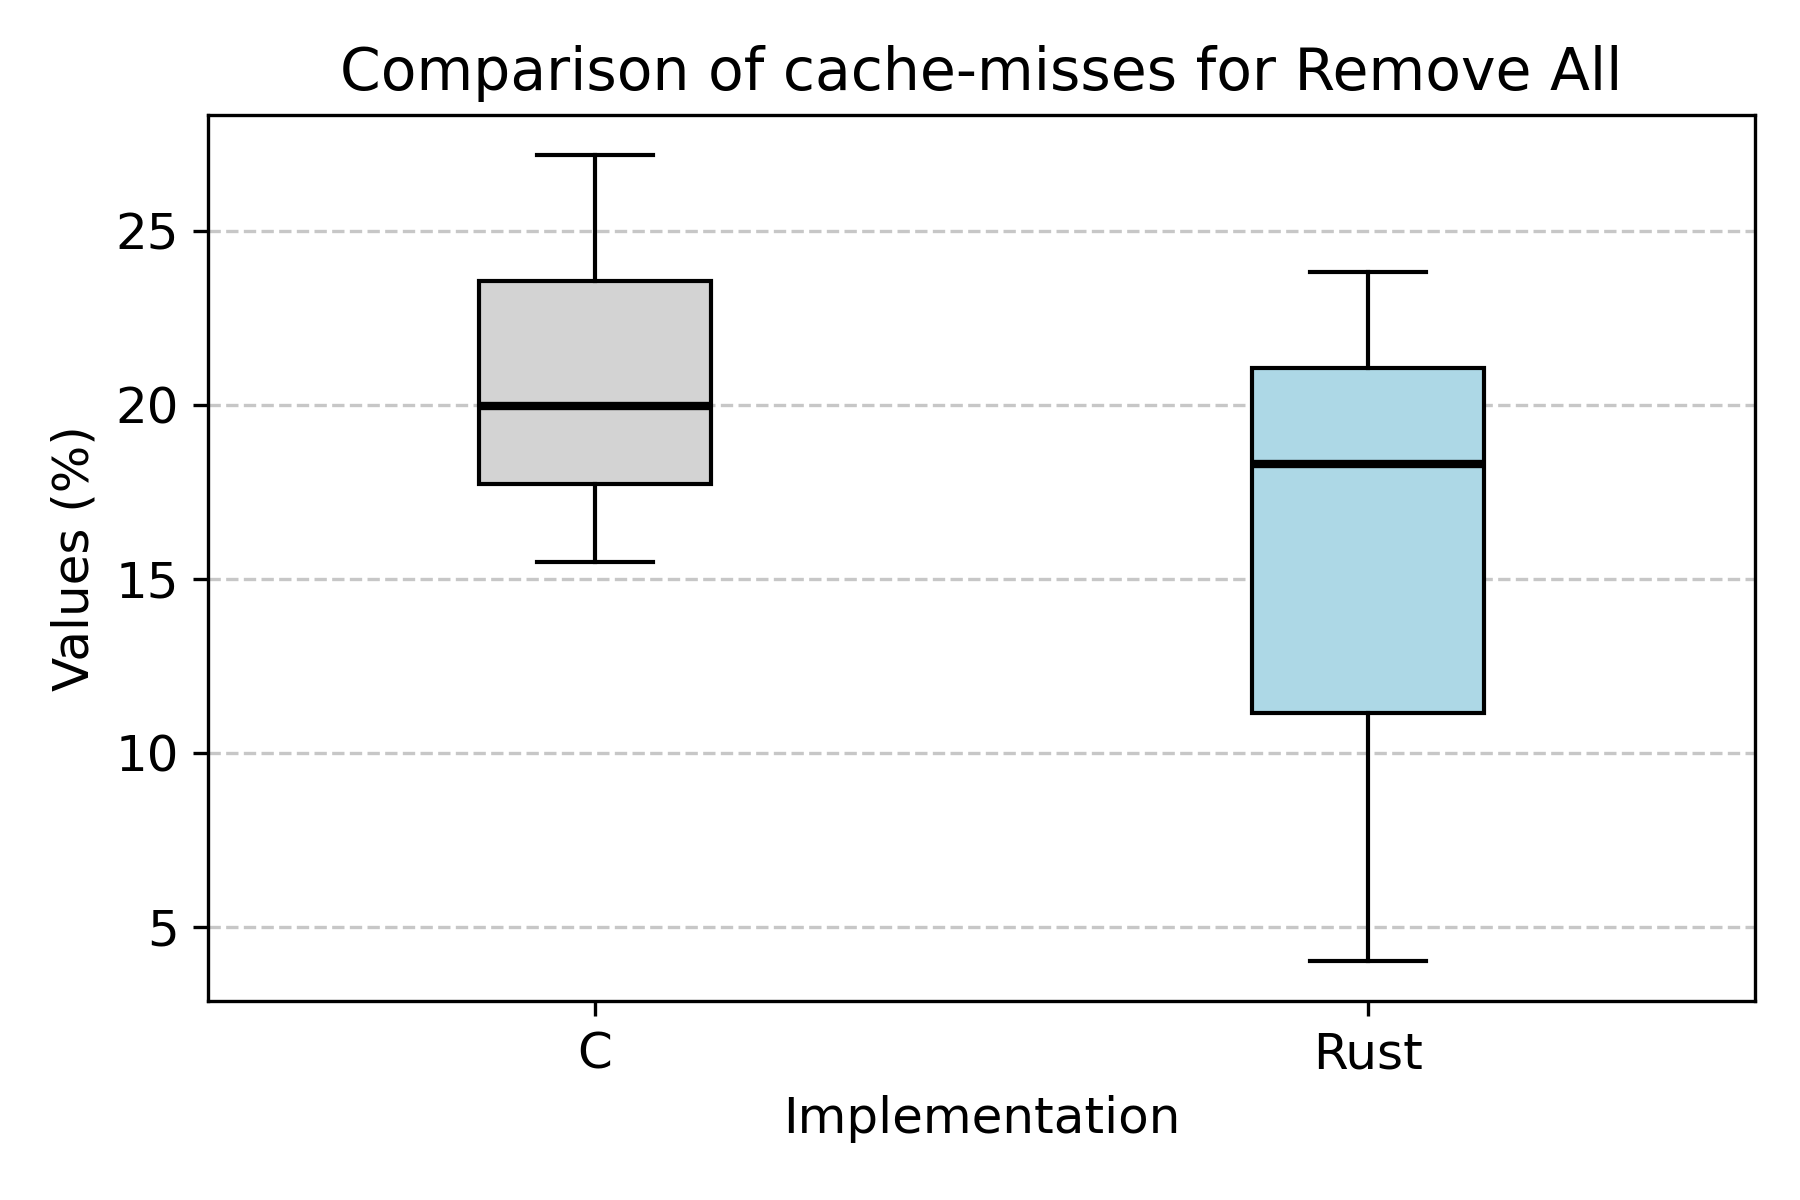 Comparison of cache-misses for Remove All
Values (%)
25
20
15
10
5
C
Rust
Implementation